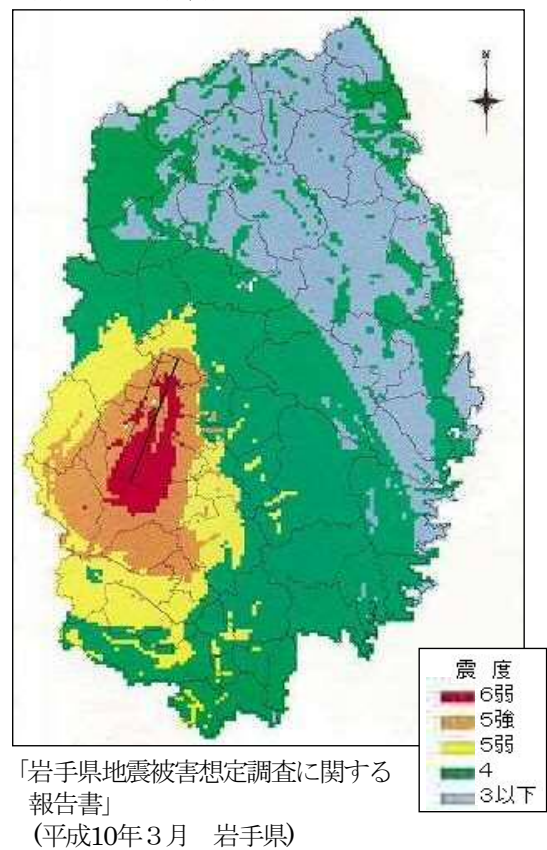 N
震 度
6弱
5強
5弱
4
3以下
「岩手県地震被害想定調査に関する
報告書」
(平成10年３月　岩手県)